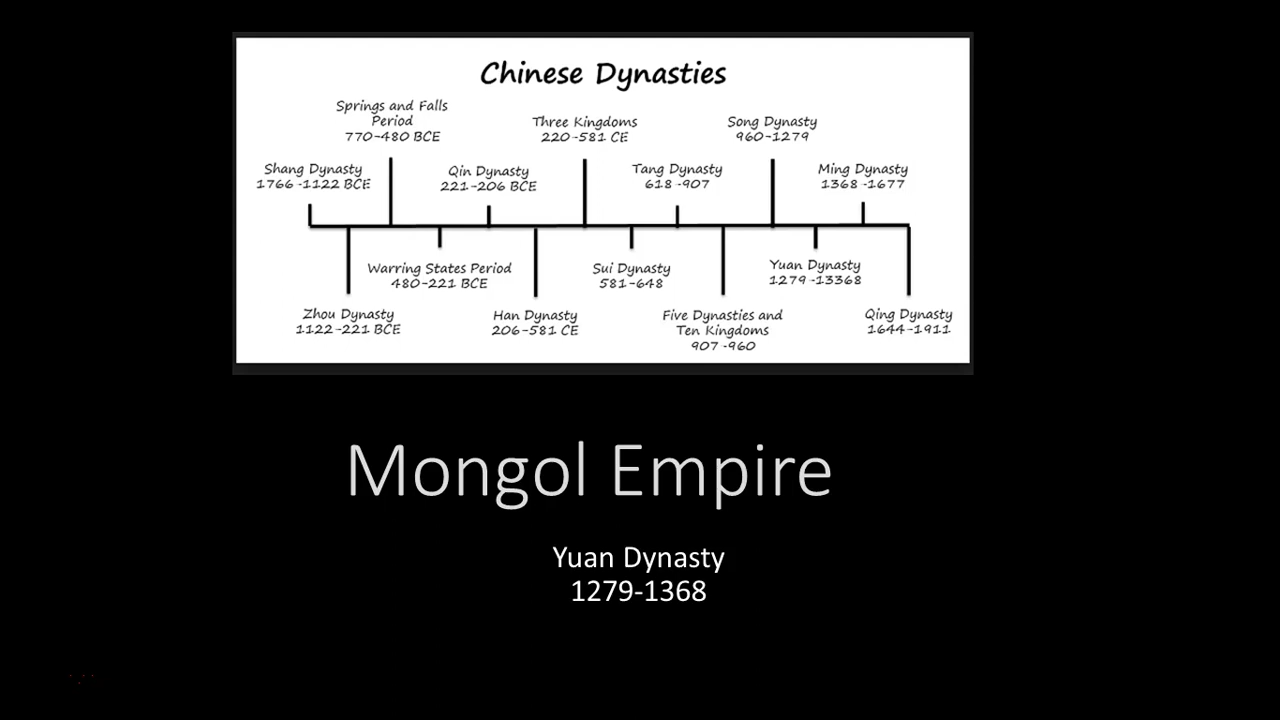 Chinese Dynasties
Springs and Falls
Period
770-480 BCE
Three Kingdoms
220-581 CE
Song Dynasty
960-1279
Shang Dynasty
1766-1122 BCE
Qin Dynasty
221-206 BCE
Tang Dynasty
618-907
Ming Dynasty
1368-1677
Warring States Period
480-221 BCE
Sui Dynasty
581-648
Yuan Dynasty
1279-13368
Zhou Dynasty
1122-221 BCE
Han Dynasty
206-581 CE
Five Dynasties and
Ten Kingdoms
907-960
Qing Dynasty
1644-1911
Mongol Empire
Yuan Dynasty
1279-1368